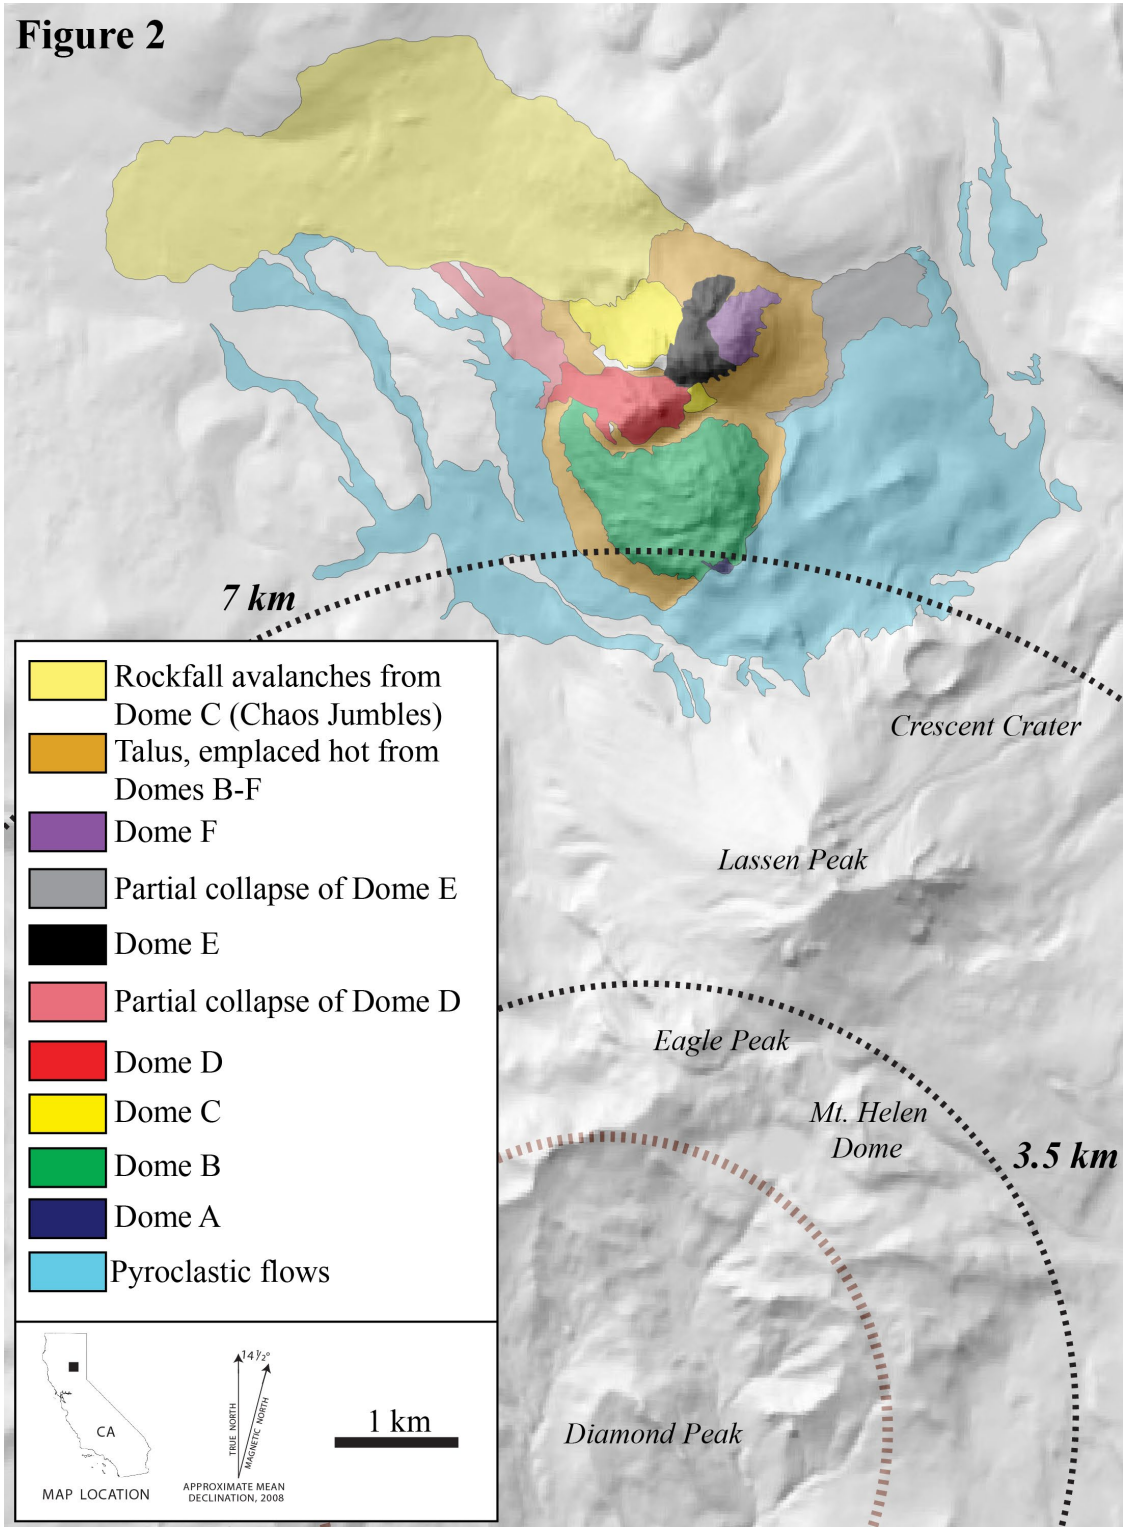 Figure 2
7 km
Crescent Crater
Lassen Peak
Eagle Peak
Mt. Helen
Dome
3.5 km
Diamond Peak
Rockfall avalanches from
Dome C (Chaos Jumbles)
Talus, emplaced hot from
Domes B-F
Dome F
Partial collapse of Dome E
Dome E
Partial collapse of Dome D
Dome D
Dome C
Dome B
Dome A
Pyroclastic flows
CA
MAP LOCATION
14½°
TRUE NORTH
MAGNETIC NORTH
APPROXIMATE MEAN
DECLINATION, 2008
1 km